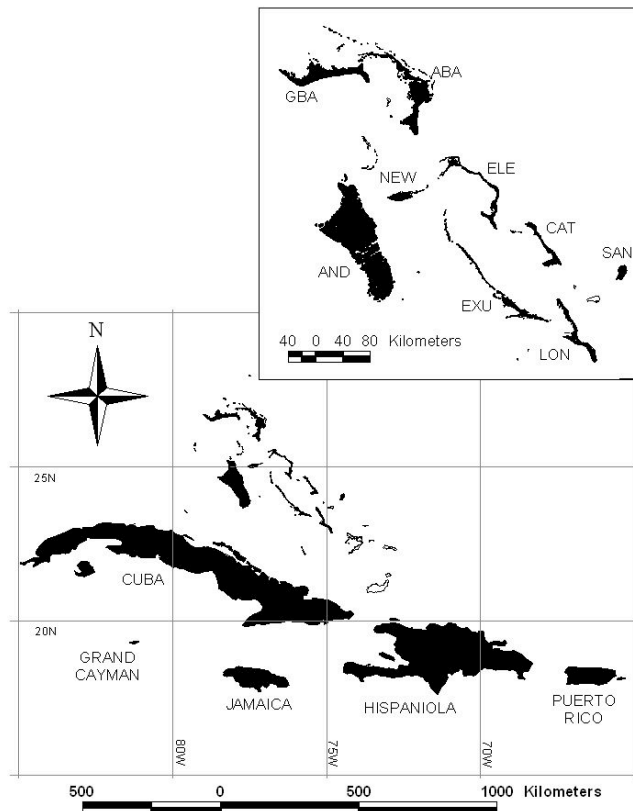 ABA
GBA
NEW
ELE
CAT
SAN
AND
EXU
LON
40 0 40 80 Kilometers
N
25N
CUBA
20N
GRAND
CAYMAN
JAMAICA
HISPANIOLA
PUERTO
RICO
80W
75W
70W
500 0 500 1000 Kilometers